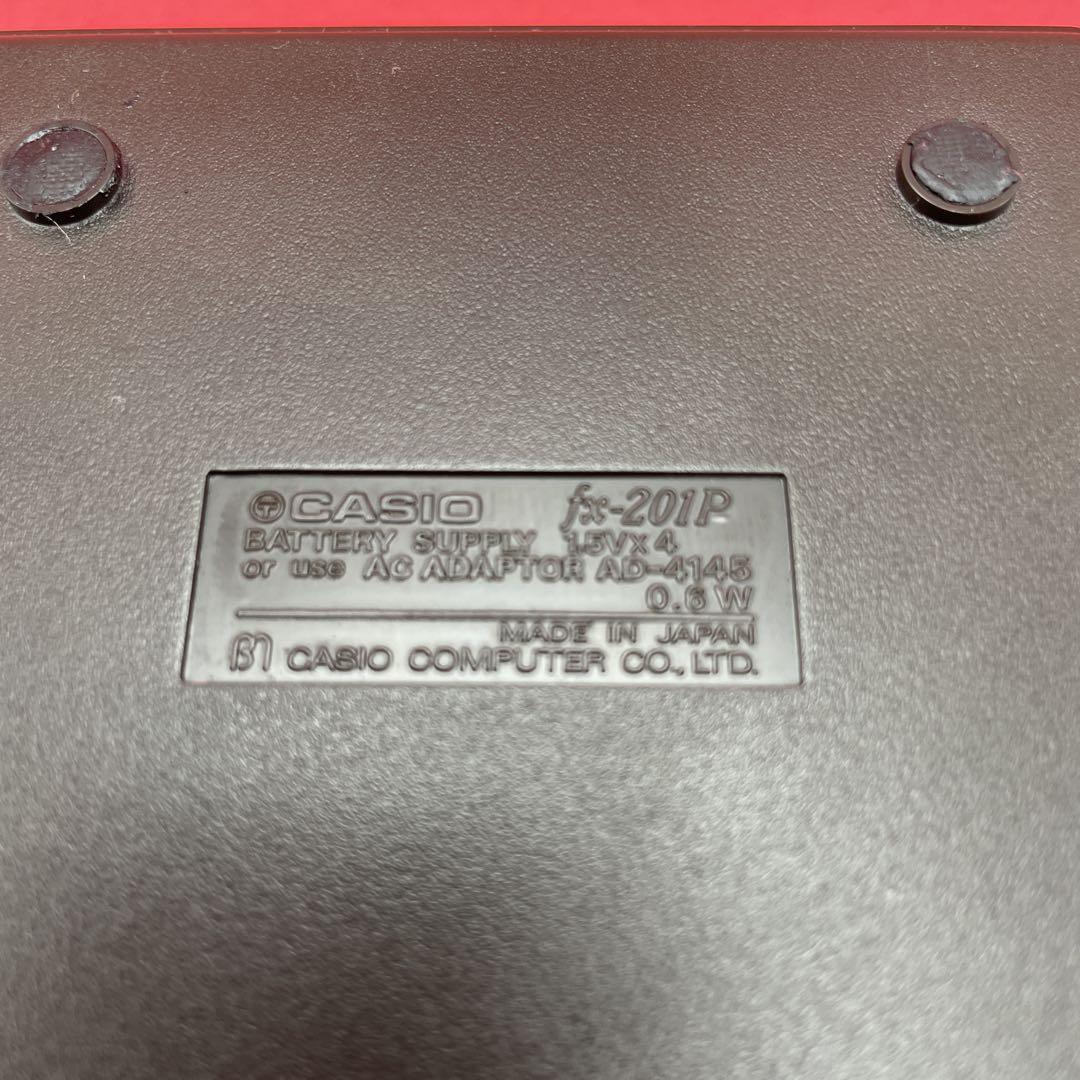 Ⓣ CASIO fx-201P
BATTERY SUPPLY 1.5V×4
or use AC ADAPTOR AD-4145
0.6W
MADE IN JAPAN
CASIO COMPUTER CO., LTD.